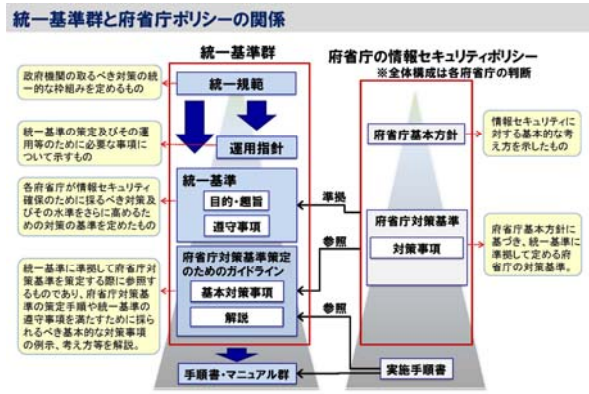 統一基準群と府省庁ポリシーの関係
統一基準群
府省庁の情報セキュリティポリシー
※全体構成は各府省庁の判断
政府機関の取るべき対策の統
一的な枠組みを定めるもの
統一規範
統一基準の策定及びその運
用等のために必要な事項に
ついて示すもの
運用指針
府省庁基本方針
情報セキュリティに
対する基本的な考
え方を示したもの
各府省庁が情報セキュリティ
確保のために採るべき対策及
びその水準をさらに高めるた
めの対策の基準を定めたもの
統一基準
目的・趣旨
遵守事項
準拠
府省庁対策基準
対策事項
府省庁基本方針に
基づき、統一基準に
準拠して定める府
省庁の対策基準。
参照
統一基準に準拠して府省庁対
策基準を策定する際に参照す
るものであり、府省庁対策基
準の策定手順や統一基準の
遵守事項を満たすために採ら
れるべき基本的な対策事項
の例示、考え方等を解説。
府省庁対策基準策定
のためのガイドライン
基本対策事項
解説
参照
手順書・マニュアル群
実施手順書